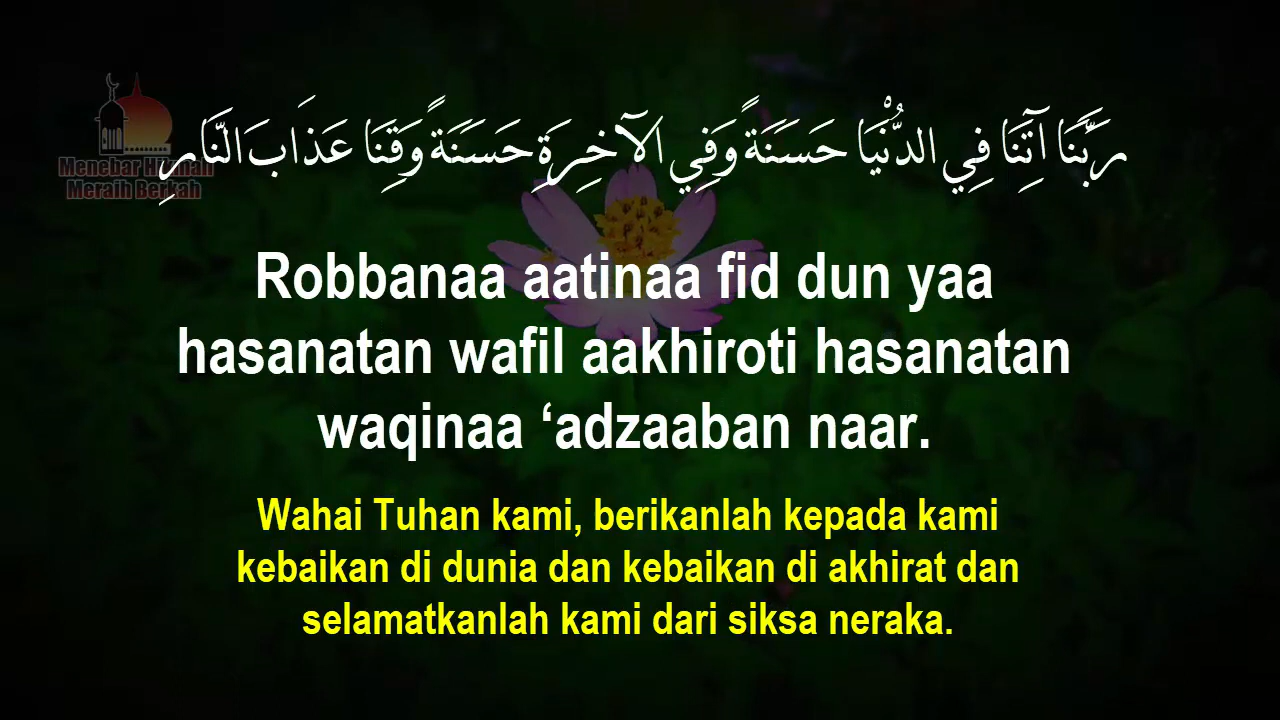 رَبَّنَا آتِنَا فِي الدُّنْيَا حَسَنَةً وَفِي الآخِرَةِ حَسَنَةً وَقِنَا عَذَابَ النَّارِ
Menebar Hikmah
Meraih Berkah
Robbanaa aatinaa fid dun yaa
hasanatan wafil aakhiroti hasanatan
waqinaa ‘adzaaban naar.
Wahai Tuhan kami, berikanlah kepada kami
kebaikan di dunia dan kebaikan di akhirat dan
selamatkanlah kami dari siksa neraka.